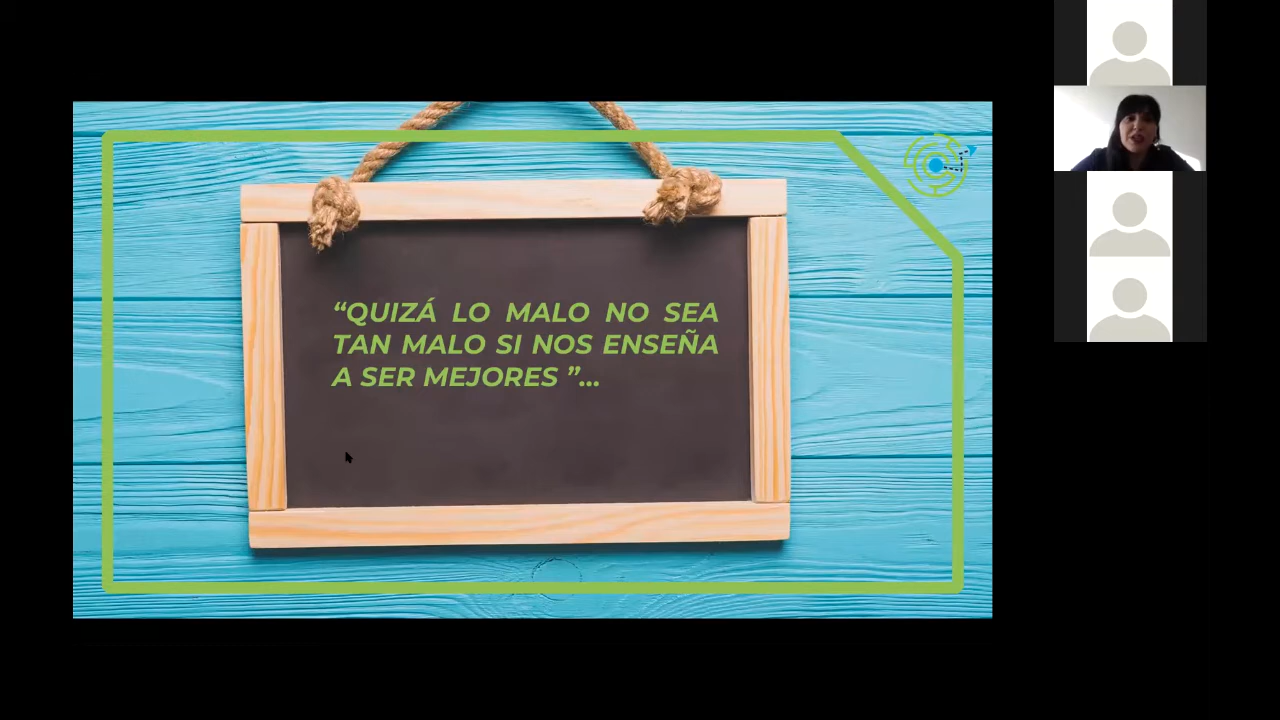 “QUIZÁ LO MALO NO SEA
TAN MALO SI NOS ENSEÑA
A SER MEJORES ”...